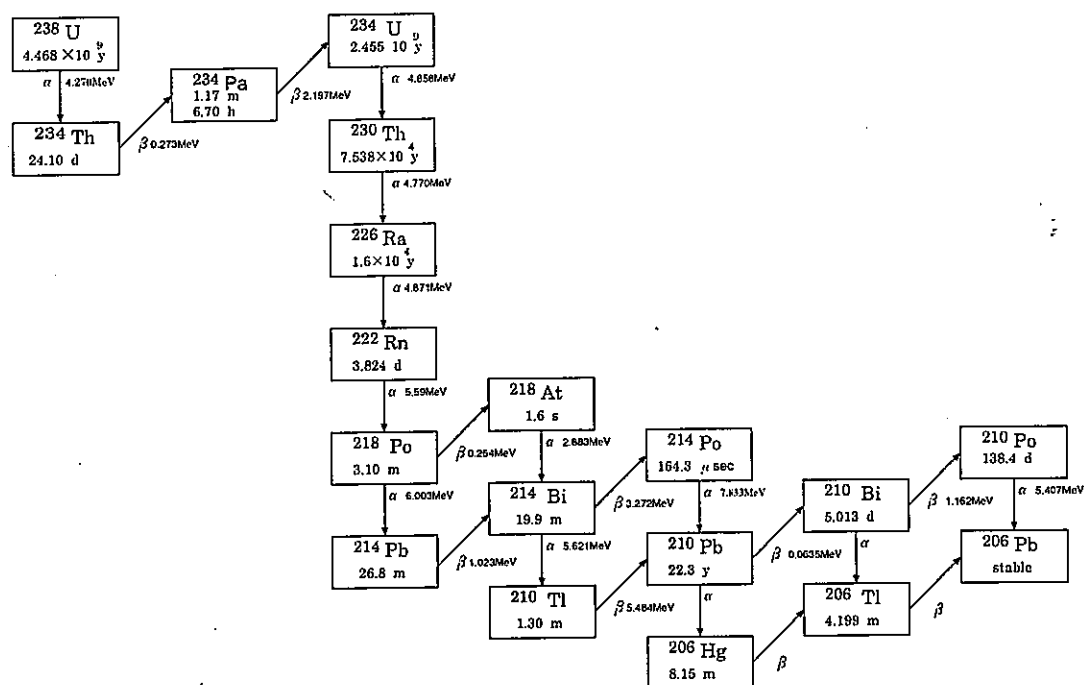 238 U
4.468 ×10 9 y
α 4.270MeV
234 Th
24.10 d
β 0.273MeV
234 Pa
1.17 m
6.70 h
β 2.197MeV
234 U
2.455 10 9 y
α 4.856MeV
230 Th
7.538×10 4 y
α 4.770MeV
226 Ra
1.6×10 4 y
α 4.871MeV
222 Rn
3.824 d
α 5.59MeV
218 Po
3.10 m
β 0.254MeV
α 6.003MeV
218 At
1.6 s
α 2.883MeV
214 Pb
26.8 m
β 1.023MeV
214 Bi
19.9 m
β 3.272MeV
α 5.621MeV
214 Po
164.3 μ sec
α 7.833MeV
210 Tl
1.30 m
β 5.484MeV
210 Pb
22.3 y
β 0.0635MeV
α
206 Hg
8.15 m
β
210 Bi
5.013 d
β 1.162MeV
α
206 Tl
4.199 m
β
210 Po
138.4 d
α 5.407MeV
206 Pb
stable